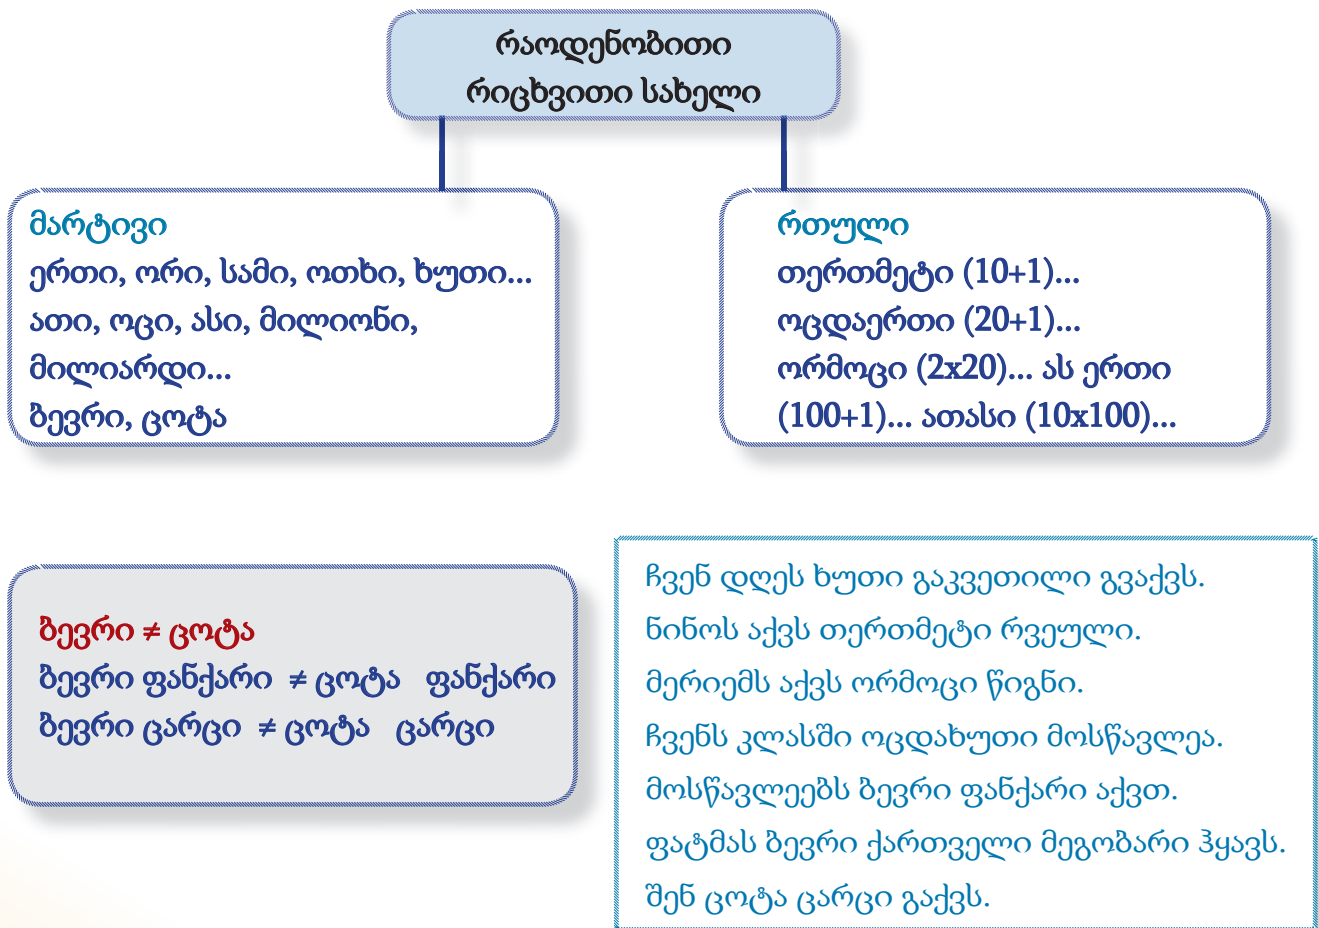 რაოდენობითი
რიცხვითი სახელი
მარტივი
ერთი, ორი, სამი, ოთხი, ხუთი...
ათი, ოცი, ასი, მილიონი,
მილიარდი...
ბევრი, ცოტა
რთული
თერთმეტი (10+1)...
ოცდაერთი (20+1)...
ორმოცი (2x20)... ას ერთი
(100+1)... ათასი (10x100)...
ბევრი ≠ ცოტა
ბევრი ფანქარი ≠ ცოტა ფანქარი
ბევრი ცარცი ≠ ცოტა ცარცი
ჩვენ დღეს ხუთი გაკვეთილი გვაქვს.
ნინოს აქვს თერთმეტი რვეული.
მერიემს აქვს ორმოცი წიგნი.
ჩვენს კლასში ოცდახუთი მოსწავლეა.
მოსწავლეებს ბევრი ფანქარი აქვთ.
ფატმას ბევრი ქართველი მეგობარი ჰყავს.
შენ ცოტა ცარცი გაქვს.